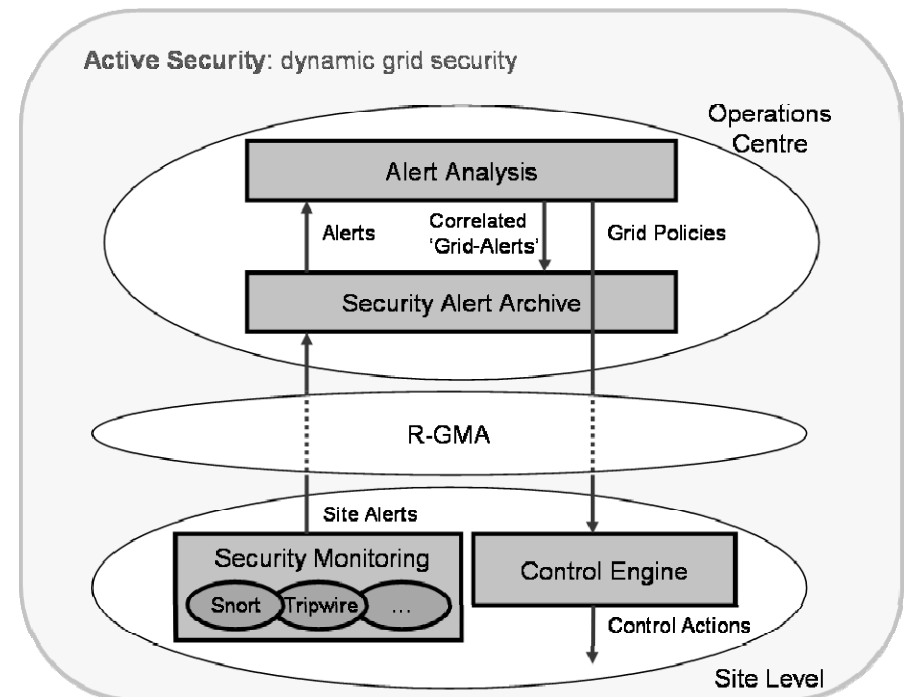 Active Security: dynamic grid security
Operations
Centre
Alert Analysis
Alerts
Correlated
'Grid-Alerts'
Grid Policies
Security Alert Archive
R-GMA
Site Alerts
Security Monitoring
Snort
Tripwire
...
Control Engine
Control Actions
Site Level